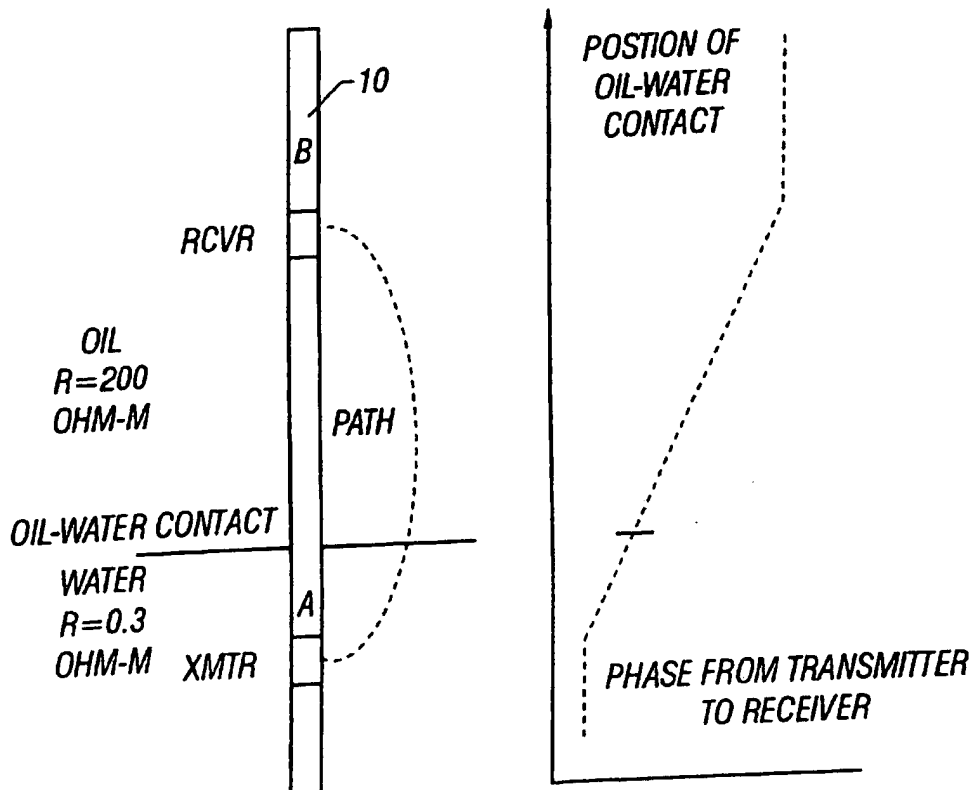 10
B
RCVR
OIL
R=200
OHM-M
PATH
OIL-WATER CONTACT
WATER
R=0.3
OHM-M
A
XMTR
POSTION OF
OIL-WATER
CONTACT
PHASE FROM TRANSMITTER
TO RECEIVER